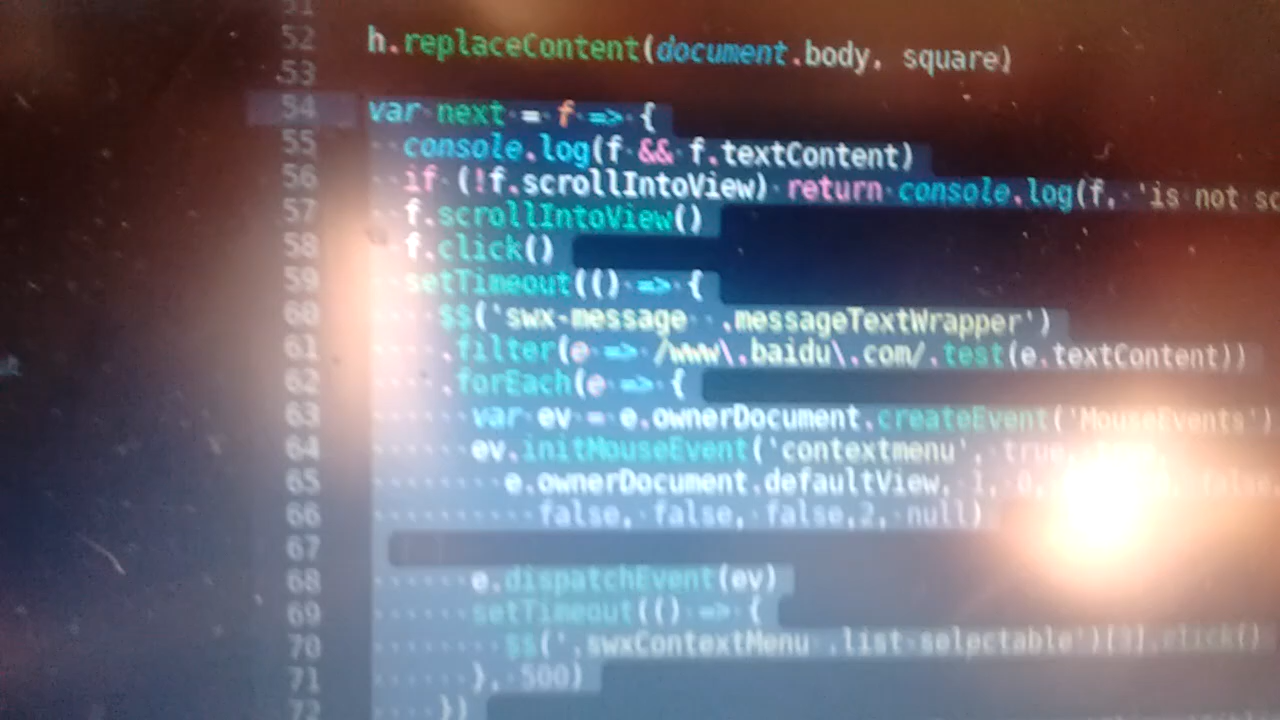 51
52 h.replaceContent(document.body, square)
53
54 var next = f => {
55 console.log(f && f.textContent)
56 if (!f.scrollIntoView) return console.log(f, 'is not sc
57 f.scrollIntoView()
58 f.click()
59 setTimeout(() => {
60 $$('swx-message .messageTextWrapper')
61 .filter(e => /www\.baidu\.com/.test(e.textContent))
62 .forEach(e => {
63 var ev = e.ownerDocument.createEvent('MouseEvents')
64 ev.initMouseEvent('contextmenu', true,
65 e.ownerDocument.defaultView, 1, 0, false,
66 false, false, false,2, null)
67
68 e.dispatchEvent(ev)
69 setTimeout(() => {
70 $$('.swxContextMenu .list-selectable')[3].click()
71 }, 500)
72 })